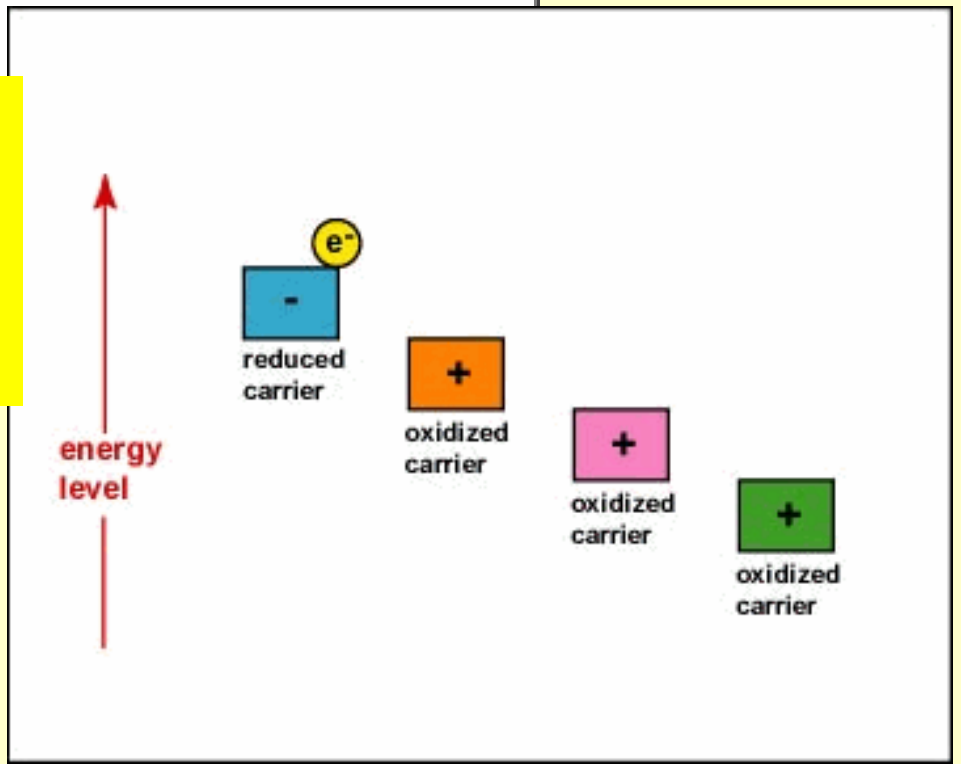 e-
-
reduced
carrier
+
oxidized
carrier
+
oxidized
carrier
+
oxidized
carrier
energy
level